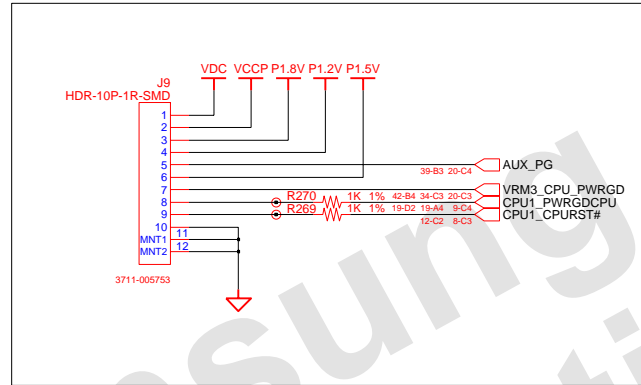 VDC VCCP P1.8V P1.2V P1.5V
J9
HDR-10P-1R-SMD
1
2
3
4
5 AUX_PG
39-B3 20-C4
6
7 VRM3_CPU_PWRGD
8 R270 1K 1% 42-B4 34-C3 20-C3 CPU1_PWRGDCPU
9 R269 1K 1% 19-D2 19-A4 9-C4 CPU1_CPURST#
12-C2 8-C3
10
MNT1 11
MNT2 12
3711-005753